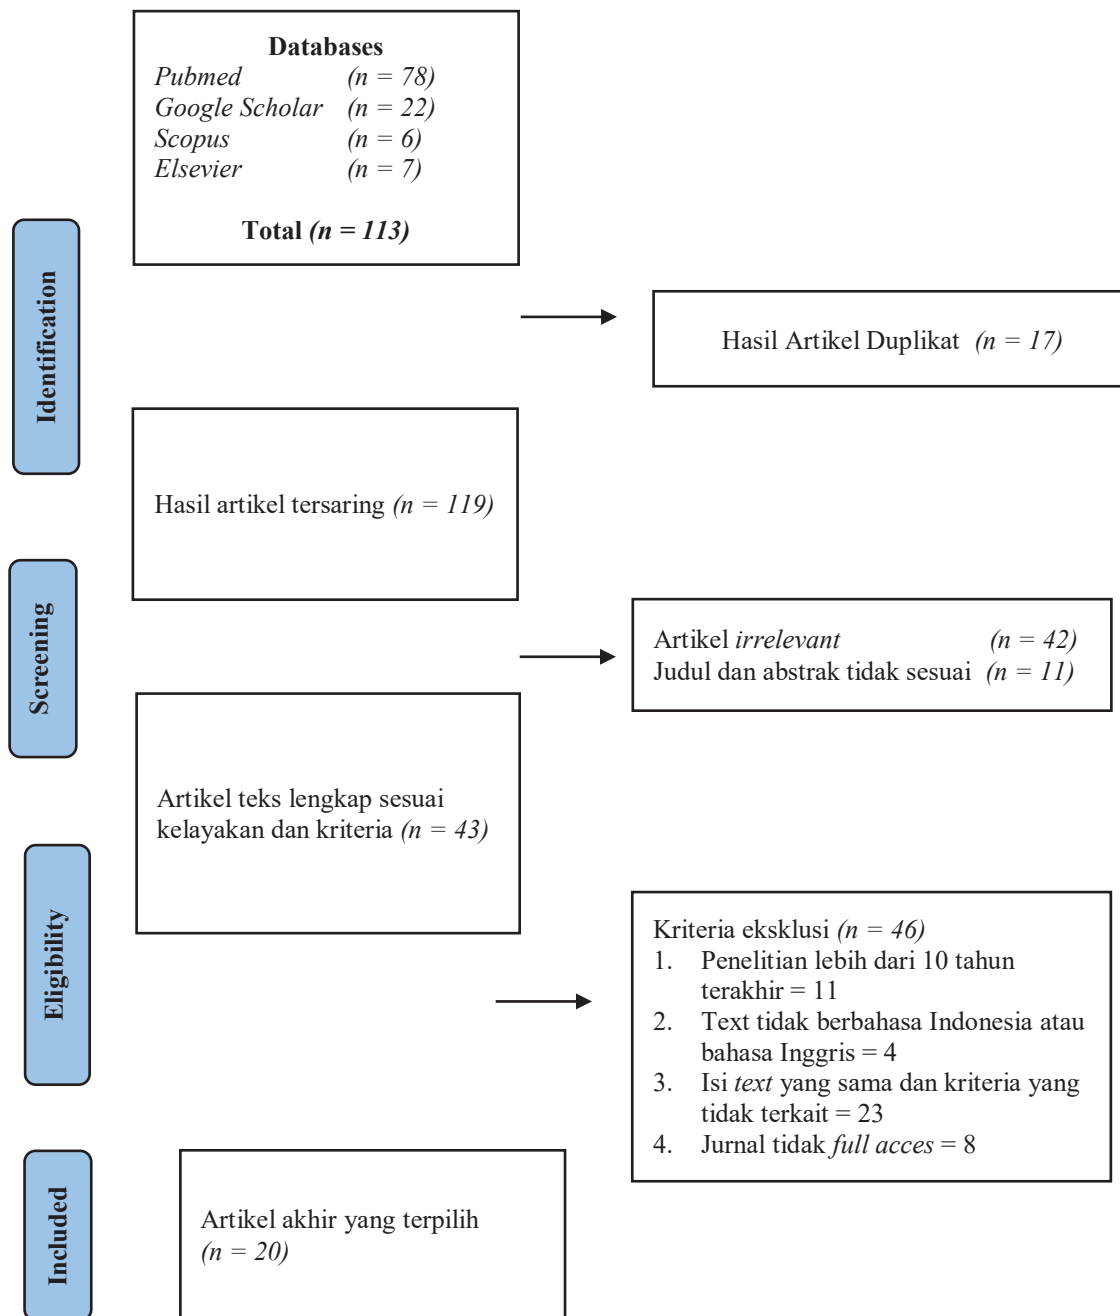 Databases
Pubmed (n = 78)
Google Scholar (n = 22)
Scopus (n = 6)
Elsevier (n = 7)
Total (n = 113)
Identification
Hasil Artikel Duplikat (n = 17)
Hasil artikel tersaring (n = 119)
Screening
Artikel irrelevant (n = 42)
Judul dan abstrak tidak sesuai (n = 11)
Artikel teks lengkap sesuai
kelayakan dan kriteria (n = 43)
Eligibility
Kriteria eksklusi (n = 46)
1. Penelitian lebih dari 10 tahun
terakhir = 11
2. Text tidak berbahasa Indonesia atau
bahasa Inggris = 4
3. Isi text yang sama dan kriteria yang
tidak terkait = 23
4. Jurnal tidak full acces = 8
Included
Artikel akhir yang terpilih
(n = 20)